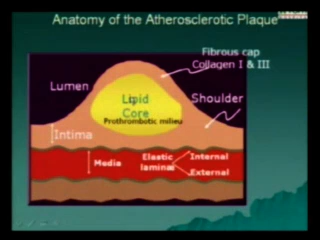 Anatomy of the Atherosclerotic Plaque
Fibrous cap
Collagen I & III
Lumen
Lipid
Core
Shoulder
Prothrombotic milieu
Intima
Media
Elastic
laminae
Internal
External